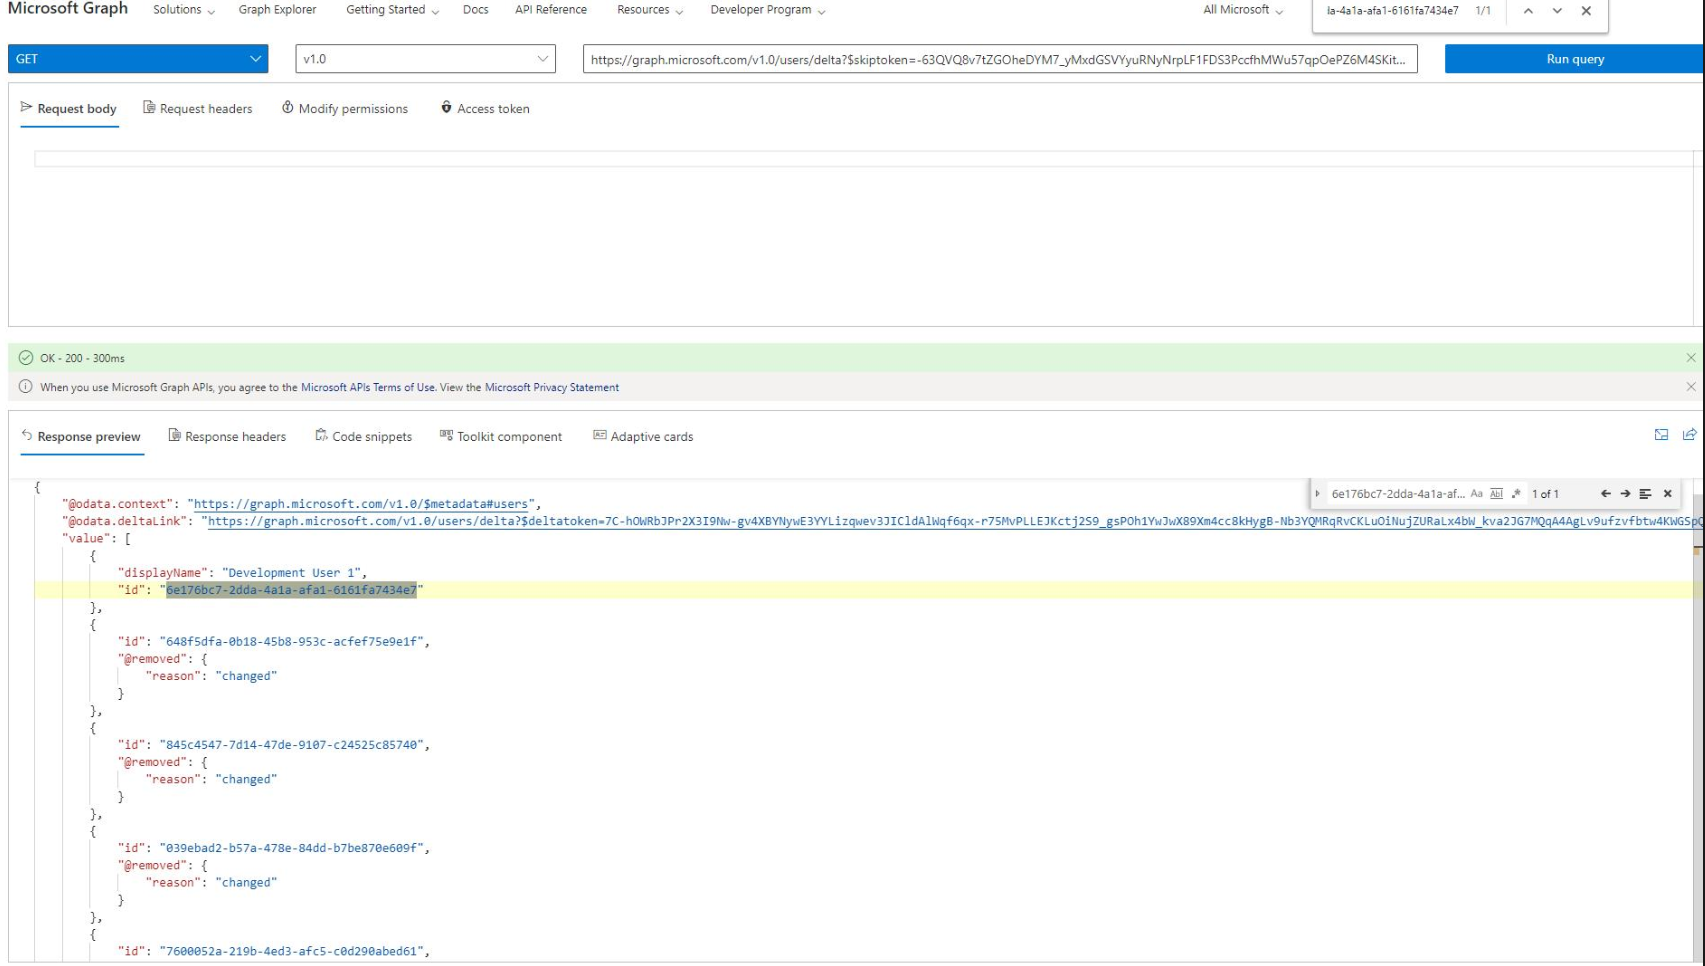 Microsoft Graph Solutions Graph Explorer Getting Started Docs API Reference Resources Developer Program All Microsoft ia-4a1a-afa1-6161fa7434e7 1/1
GET v1.0 https://graph.microsoft.com/v1.0/users/delta?$skiptoken=-63QVQ8v7tZGOheDYM7_yMxdGSVYyuRNyNrpLF1FDS3PccfhMWu57qpOePZ6M4SKit... Run query
Request body Request headers Modify permissions Access token
OK - 200 - 300ms
When you use Microsoft Graph APIs, you agree to the Microsoft APIs Terms of Use. View the Microsoft Privacy Statement
Response preview Response headers Code snippets Toolkit component Adaptive cards
6e176bc7-2dda-4a1a-af... Aa Abl .* 1 of 1
{
"@odata.context": "https://graph.microsoft.com/v1.0/$metadata#users",
"@odata.deltaLink": "https://graph.microsoft.com/v1.0/users/delta?$deltatoken=7C-hOWRbJPr2X3I9Nw-gv4XBYNywE3YYLizqwev3JICldAlWqf6qx-r75MvPLLEJKctj2S9_gsPOh1YwJwX89Xm4cc8kHygB-Nb3YQMRqRvCKLuOiNujZURaLx4bW_kva2JG7MQqA4AgLv9ufzvfbtw4KWGSpQ
"value": [
{
"displayName": "Development User 1",
"id": "6e176bc7-2dda-4a1a-afa1-6161fa7434e7"
},
{
"id": "648f5dfa-0b18-45b8-953c-acfef75e9e1f",
"@removed": {
"reason": "changed"
}
},
{
"id": "845c4547-7d14-47de-9107-c24525c85740",
"@removed": {
"reason": "changed"
}
},
{
"id": "039ebad2-b57a-478e-84dd-b7be870e609f",
"@removed": {
"reason": "changed"
}
},
{
"id": "7600052a-219b-4ed3-afc5-c0d290abed61",